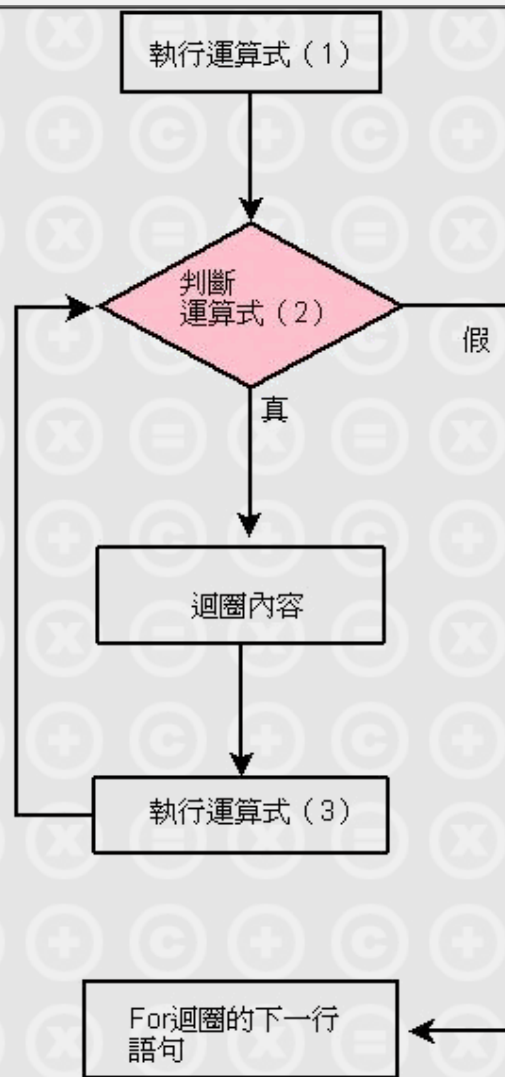 執行運算式（1）
判斷
運算式（2）
假
真
迴圈內容
執行運算式（3）
For迴圈的下一行
語句